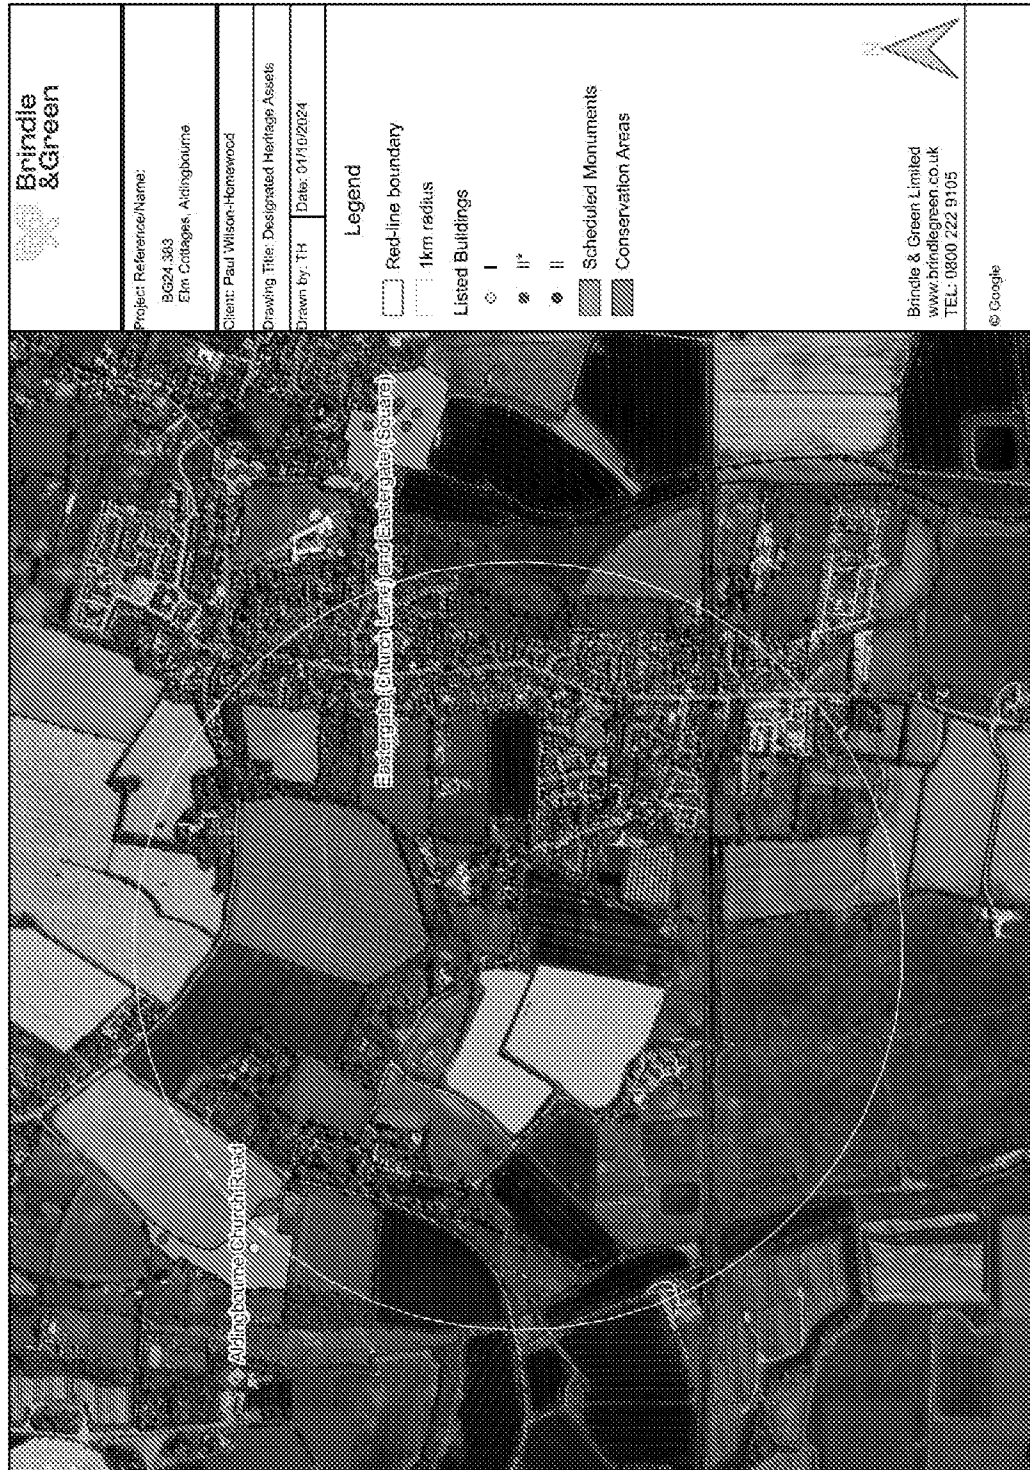 Brindle
&Green
Project Reference/Name:
BG24.383
Elm Cottages, Aldingbourne
Client: Paul Wilson-Homewood
Drawing Title: Designated Heritage Assets
Drawn by: TH
Date: 01/10/2024
Legend
Red-line boundary
1km radius
Listed Buildings
I
II*
II
Scheduled Monuments
Conservation Areas
Brindle & Green Limited
www.brindlegreen.co.uk
TEL: 0800 222 9105
© Google
Eastergate (Church Lane) and Eastergate (Square)
Aldingbourne Church Road